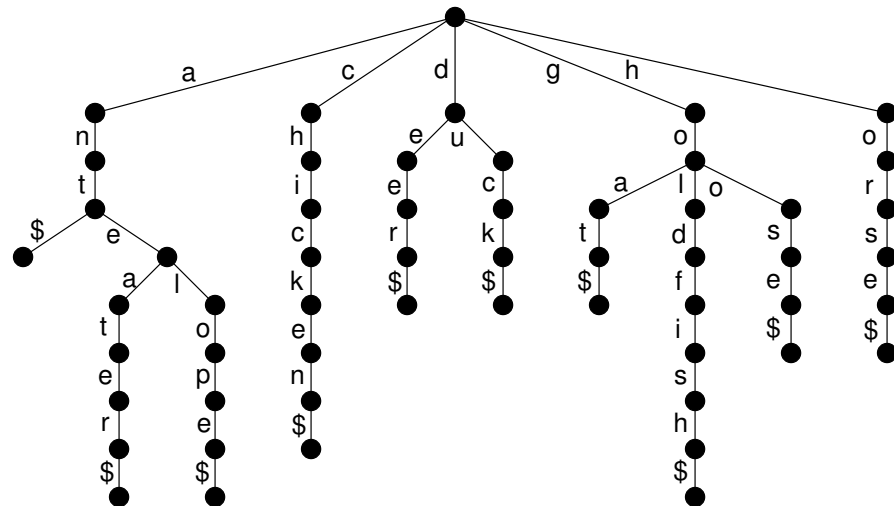 a c d g h
n h e u o o
t i e c a l o r
$ e c r k t d s s
a l k $ $ $ f e e
t o e i $ $
e p n s
r e $ h
$ $ $